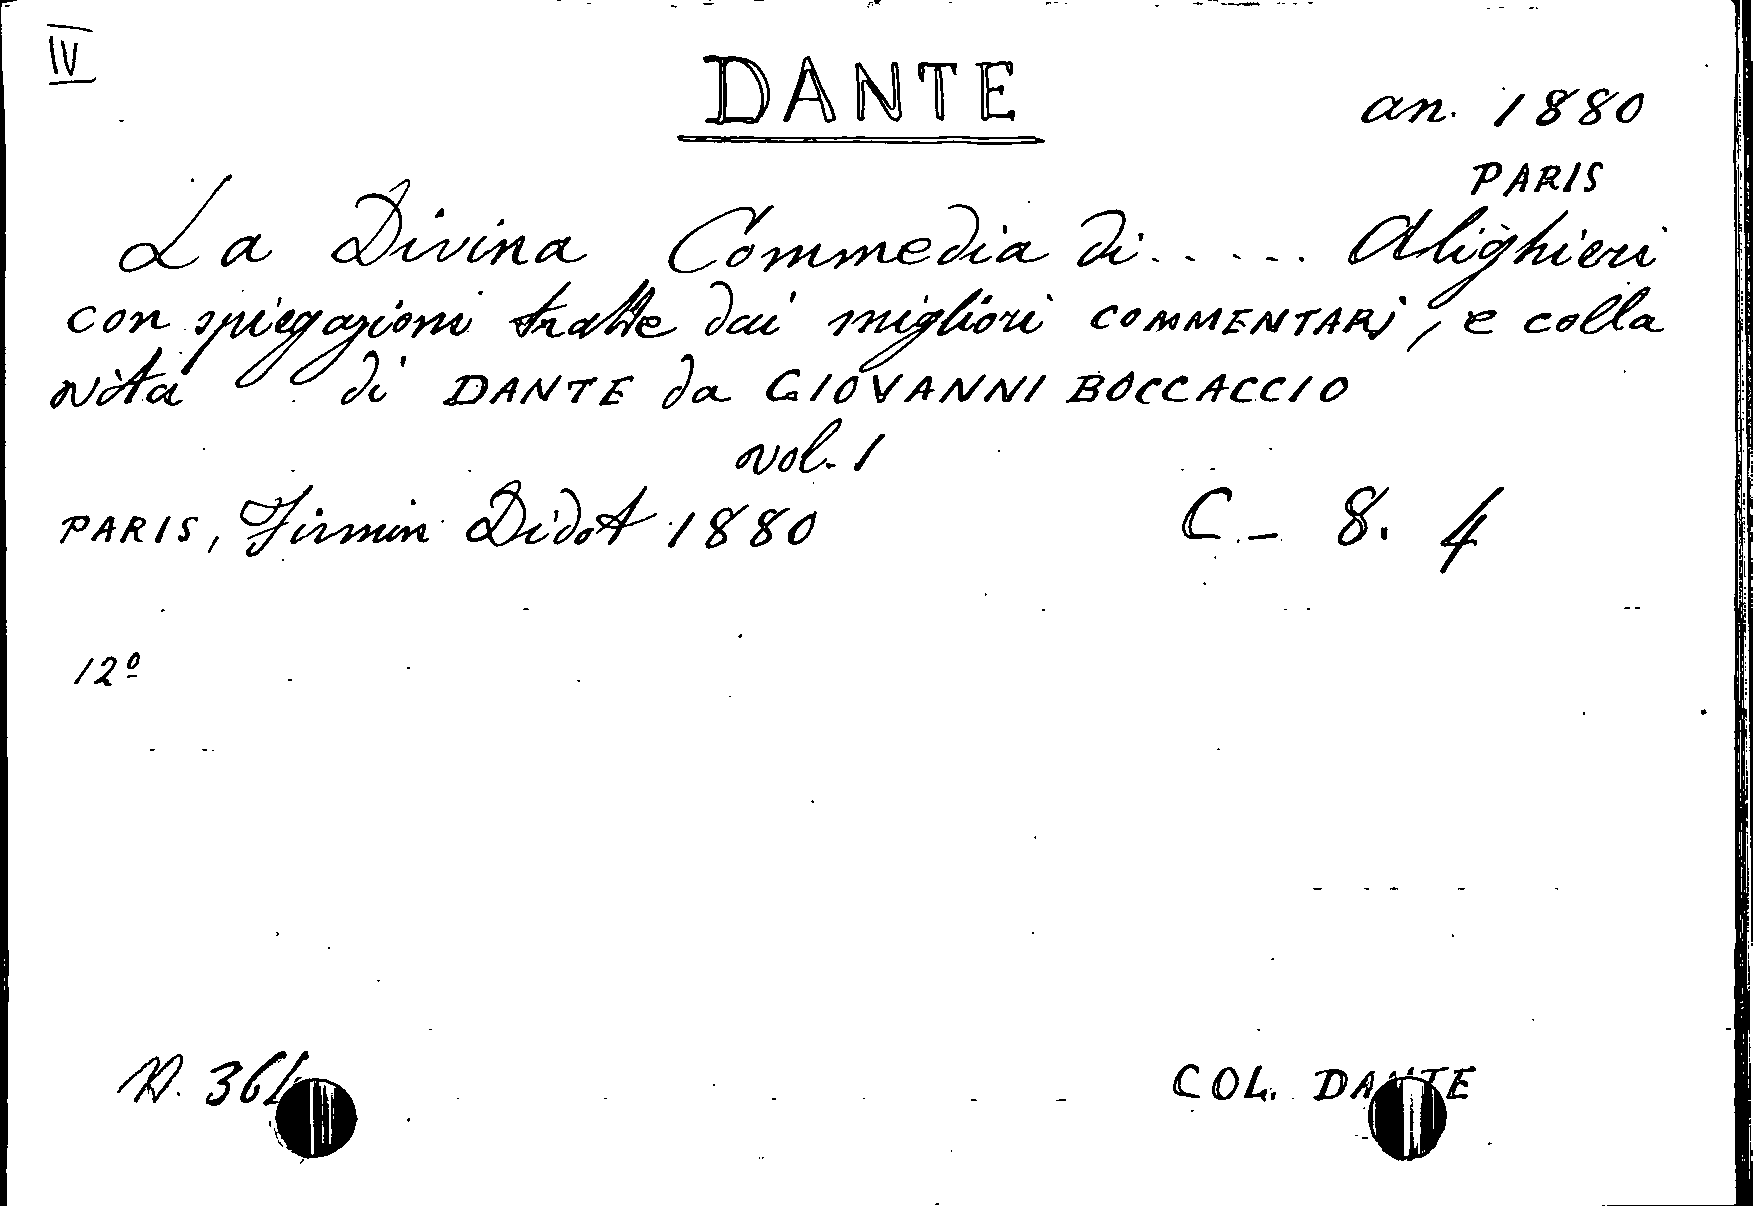 IV
DANTE
an. 1880
PARIS
La Divina Commedia di..... Alighieri
con spiegazioni tratte dai migliori COMMENTARJ, e colla
vita di DANTE da GIOVANNI BOCCACCIO
vol. 1
PARIS, Firmin Didot 1880 C - 8. 4
12º
COL. DANTE